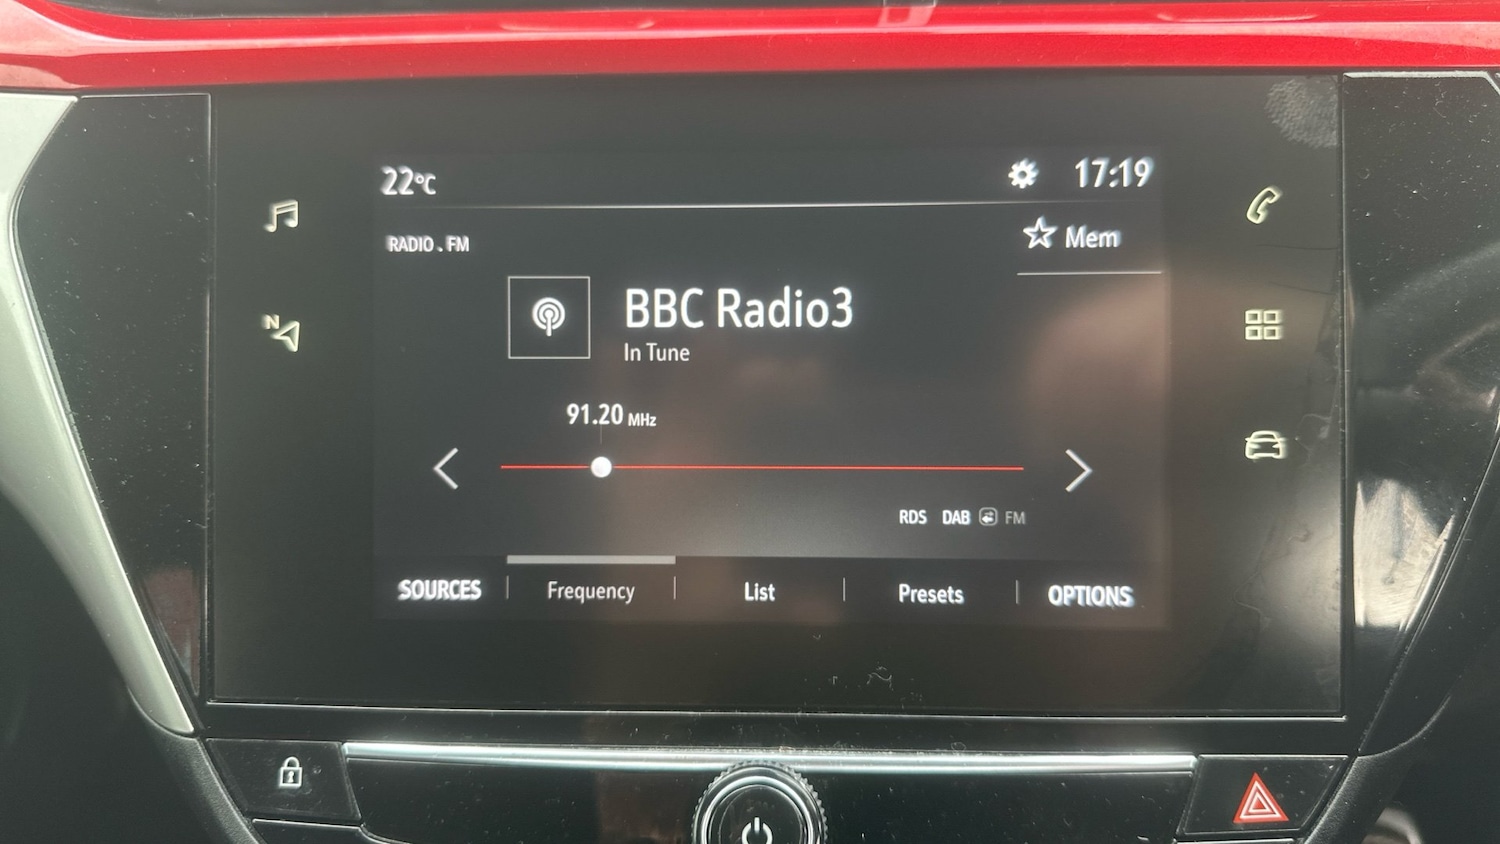 22°C
17:19
RADIO . FM
Mem
BBC Radio3
In Tune
N
91.20 MHz
RDS DAB FM
SOURCES Frequency List Presets OPTIONS